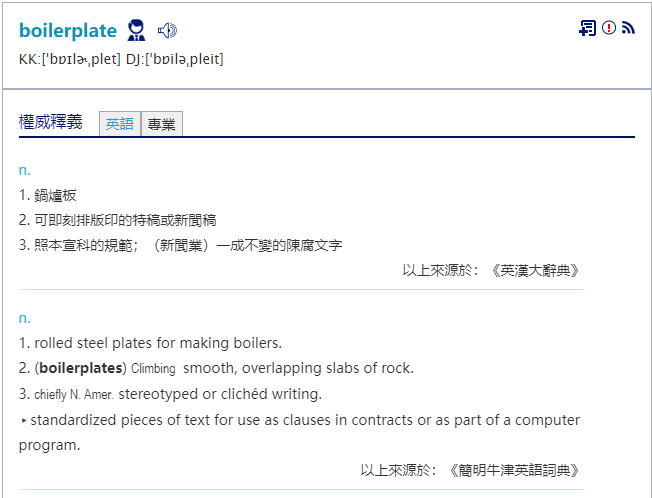 boilerplate
KK:[ˈbɒɪlɚˌplet] DJ:[ˈbɒiləˌpleit]
權威釋義 英語 專業
n.
1. 鍋爐板
2. 可即刻排版印的特稿或新聞稿
3. 照本宣科的規範；（新聞業）一成不變的陳腐文字
以上來源於：《英漢大辭典》
n.
1. rolled steel plates for making boilers.
2. (boilerplates) Climbing smooth, overlapping slabs of rock.
3. chiefly N. Amer. stereotyped or clichéd writing.
▸ standardized pieces of text for use as clauses in contracts or as part of a computer
program.
以上來源於：《簡明牛津英語詞典》